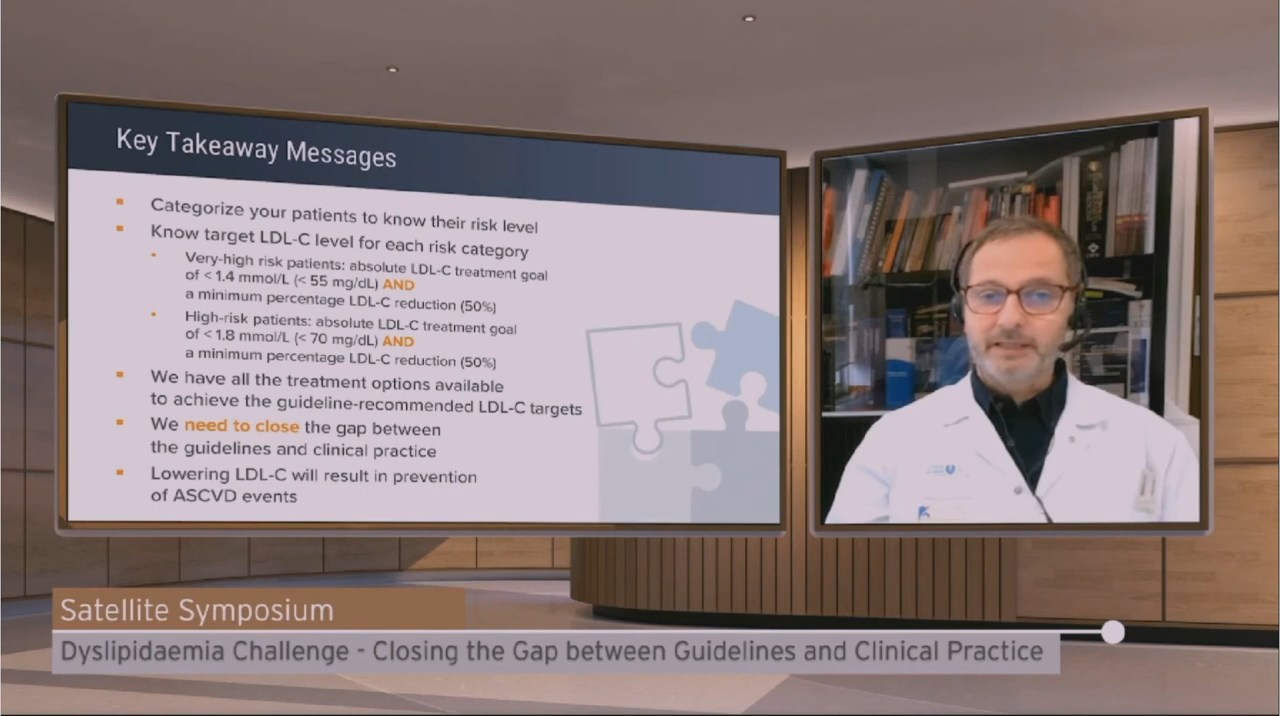 Key Takeaway Messages
Categorize your patients to know their risk level
Know target LDL-C level for each risk category
Very-high risk patients: absolute LDL-C treatment goal
of < 1.4 mmol/L (< 55 mg/dL) AND
a minimum percentage LDL-C reduction (50%)
High-risk patients: absolute LDL-C treatment goal
of < 1.8 mmol/L (< 70 mg/dL) AND
a minimum percentage LDL-C reduction (50%)
We have all the treatment options available
to achieve the guideline-recommended LDL-C targets
We need to close the gap between
the guidelines and clinical practice
Lowering LDL-C will result in prevention
of ASCVD events
Satellite Symposium
Dyslipidaemia Challenge - Closing the Gap between Guidelines and Clinical Practice